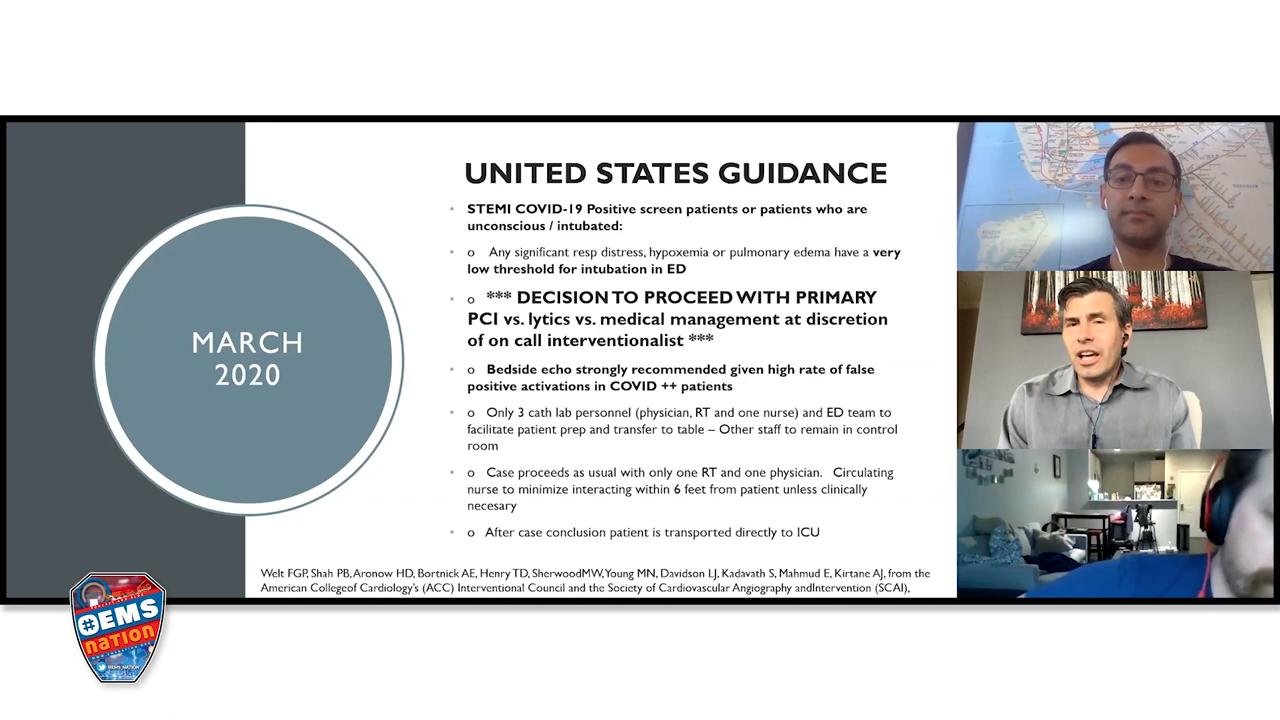 UNITED STATES GUIDANCE
STEMI COVID-19 Positive screen patients or patients who are
unconscious / intubated:
o Any significant resp distress, hypoxemia or pulmonary edema have a very
low threshold for intubation in ED
o *** DECISION TO PROCEED WITH PRIMARY
PCI vs. lytics vs. medical management at discretion
of on call interventionalist ***
o Bedside echo strongly recommended given high rate of false
positive activations in COVID ++ patients
o Only 3 cath lab personnel (physician, RT and one nurse) and ED team to
facilitate patient prep and transfer to table – Other staff to remain in control
room
o Case proceeds as usual with only one RT and one physician. Circulating
nurse to minimize interacting within 6 feet from patient unless clinically
necesary
o After case conclusion patient is transported directly to ICU
MARCH
2020
Welt FGP, Shah PB, Aronow HD, Bortnick AE, Henry TD, SherwoodMW, Young MN, Davidson LJ, Kadavath S, Mahmud E, Kirtane AJ, from the
American Collegeof Cardiology's (ACC) Interventional Council and the Society of Cardiovascular Angiography andIntervention (SCAI),
#EMS
nation
@EMS_NATION